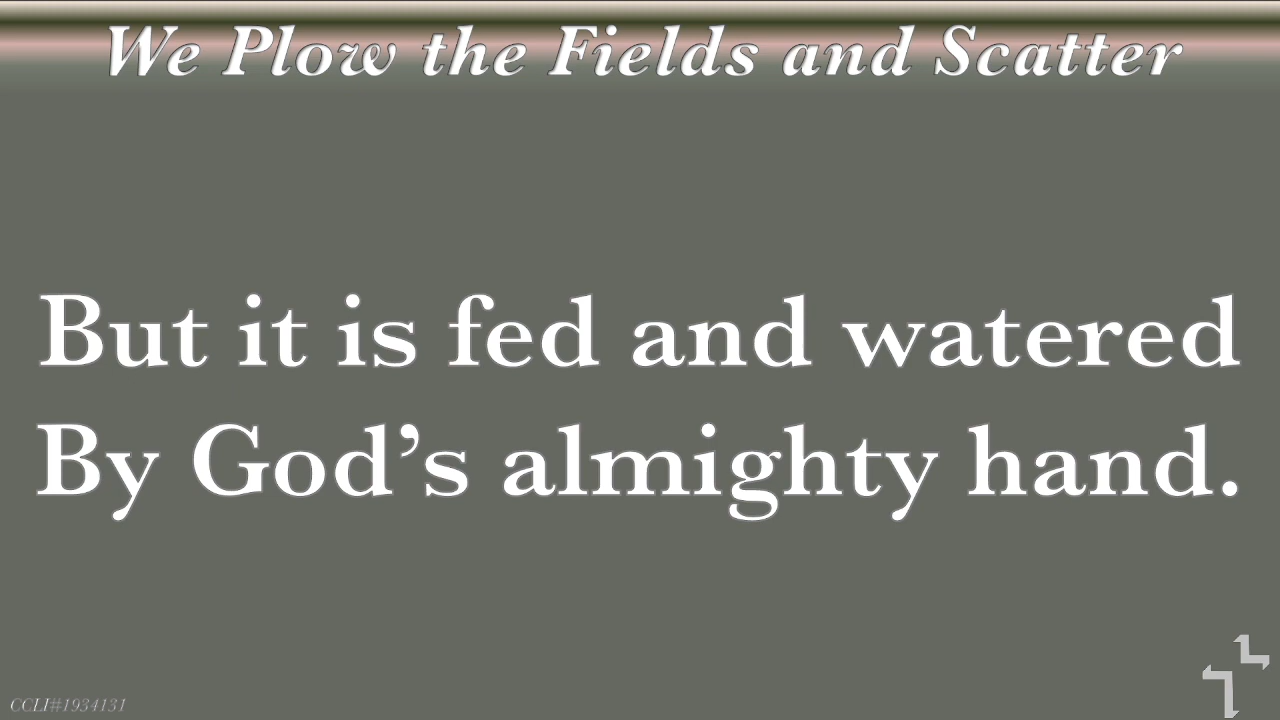 We Plow the Fields and Scatter
But it is fed and watered
By God’s almighty hand.
CCLI#1934131